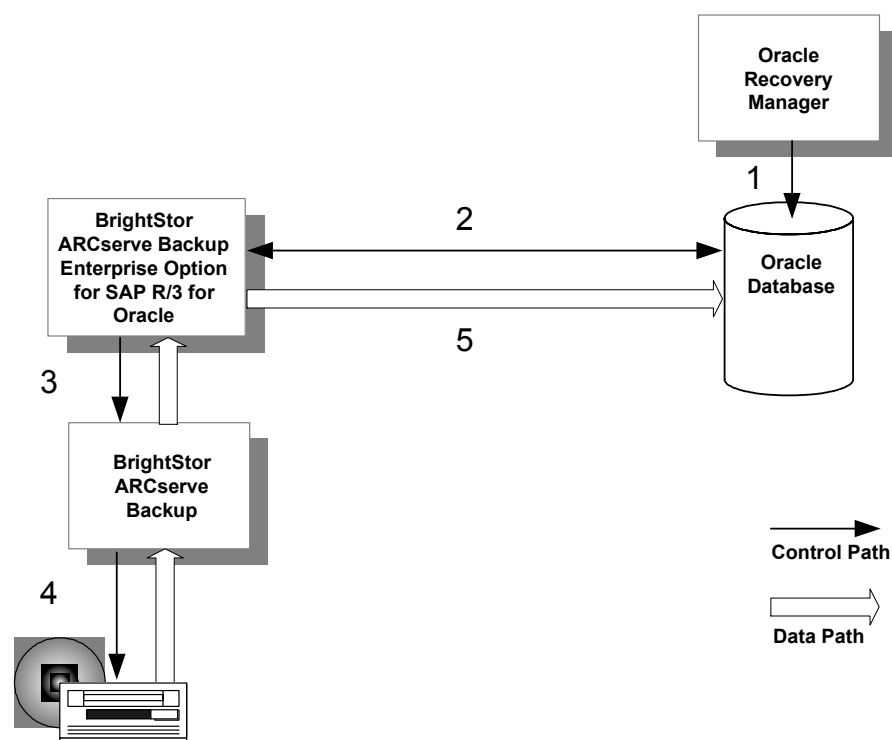 Oracle
Recovery
Manager
1
BrightStor
ARCserve Backup
Enterprise Option
for SAP R/3 for
Oracle
2
Oracle
Database
5
3
BrightStor
ARCserve
Backup
Control Path
4
Data Path